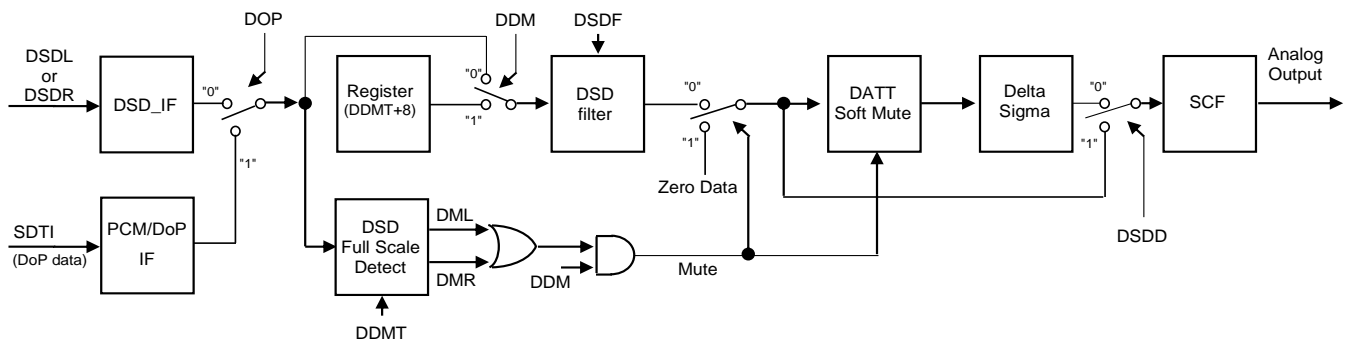 DOP
DDM
DSDF
DSDL
or
DSDR
DSD_IF
"0"
"1"
Register
(DDMT+8)
"0"
"1"
DSD
filter
"0"
"1"
Zero Data
DATT
Soft Mute
Delta
Sigma
"0"
"1"
SCF
Analog
Output
SDTI
(DoP data)
PCM/DoP
IF
DSD
Full Scale
Detect
DML
DMR
DDM
Mute
DSDD
DDMT